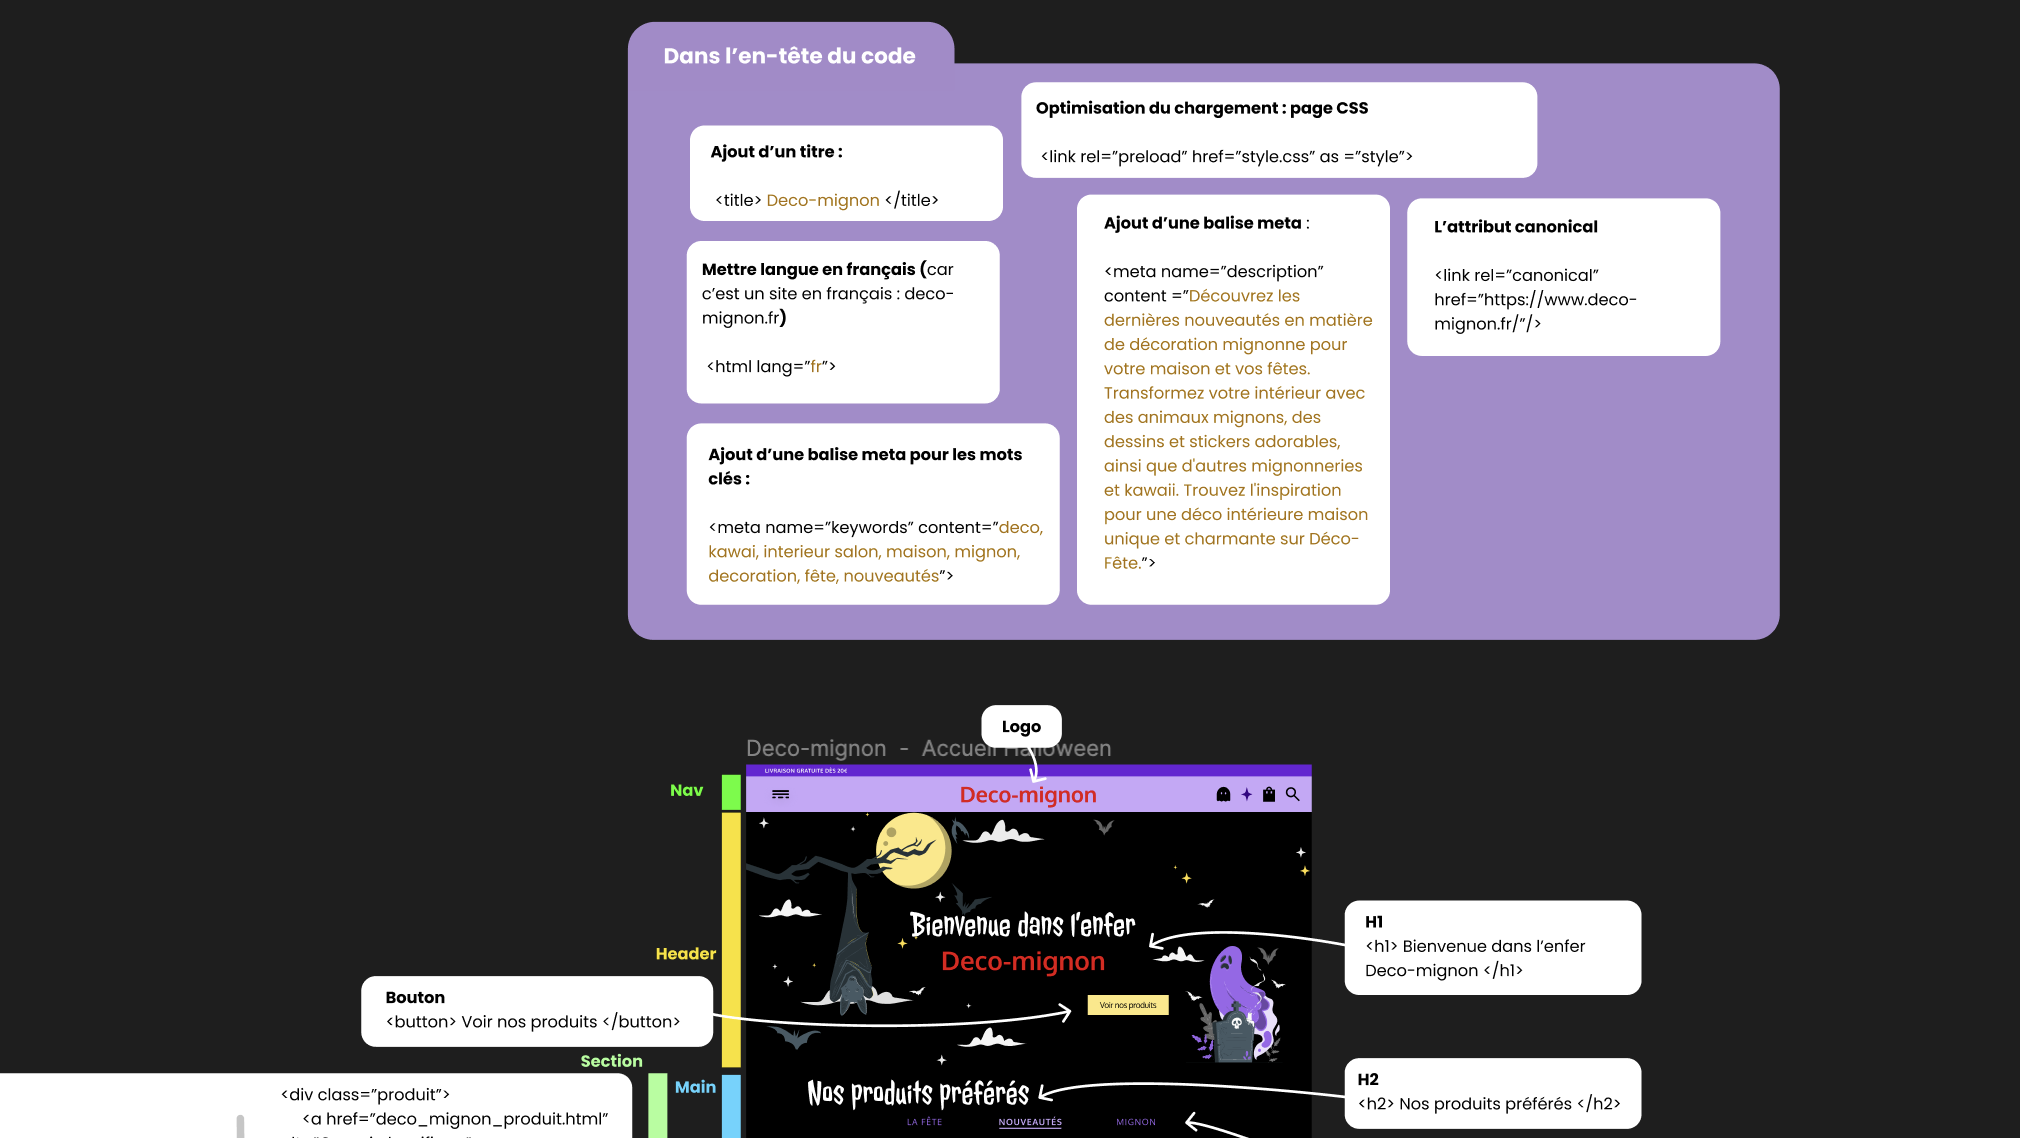 Dans l’en-tête du code
Optimisation du chargement : page CSS
<link rel=”preload” href=”style.css” as =”style”>
Ajout d’un titre :
<title> Deco-mignon </title>
Mettre langue en français (car
c’est un site en français : deco-
mignon.fr)
<html lang=”fr”>
Ajout d’une balise meta pour les mots
clés :
<meta name=”keywords” content=”deco,
kawai, interieur salon, maison, mignon,
decoration, fête, nouveautés”>
Ajout d’une balise meta :
<meta name=”description”
content =”Découvrez les
dernières nouveautés en matière
de décoration mignonne pour
votre maison et vos fêtes.
Transformez votre intérieur avec
des animaux mignons, des
dessins et stickers adorables,
ainsi que d'autres mignonneries
et kawaii. Trouvez l'inspiration
pour une déco intérieure maison
unique et charmante sur Déco-
Fête.”>
L’attribut canonical
<link rel=”canonical”
href=”https://www.deco-
mignon.fr/”/>
Logo
Deco-mignon - Accueil Halloween
LIVRAISON GRATUITE DÈS 20€
Nav
Deco-mignon
Header
Bienvenue dans l'enfer
Deco-mignon
Voir nos produits
H1
<h1> Bienvenue dans l’enfer
Deco-mignon </h1>
Bouton
<button> Voir nos produits </button>
Section
Main
<div class=”produit”>
<a href=”deco_mignon_produit.html”
Nos produits préférés
H2
<h2> Nos produits préférés </h2>
LA FÊTE
NOUVEAUTÉS
MIGNON